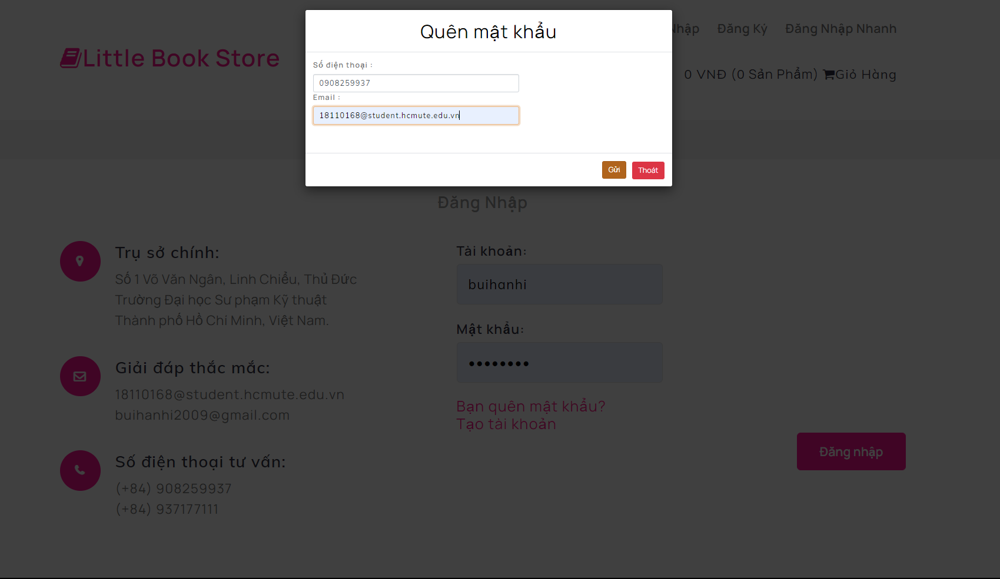 Quên mật khẩu
Nhập Đăng Ký Đăng Nhập Nhanh
Little Book Store
0 VNĐ (0 Sản Phẩm) Giỏ Hàng
Số điện thoại :
0908259937
Email :
18110168@student.hcmute.edu.vn
Gửi Thoát
Đăng Nhập
Trụ sở chính:
Số 1 Võ Văn Ngân, Linh Chiểu, Thủ Đức
Trường Đại học Sư phạm Kỹ thuật
Thành phố Hồ Chí Minh, Việt Nam.
Giải đáp thắc mắc:
18110168@student.hcmute.edu.vn
buihanhi2009@gmail.com
Số điện thoại tư vấn:
(+84) 908259937
(+84) 937177111
Tài khoản:
buihanhi
Mật khẩu:
••••••••
Bạn quên mật khẩu?
Tạo tài khoản
Đăng nhập